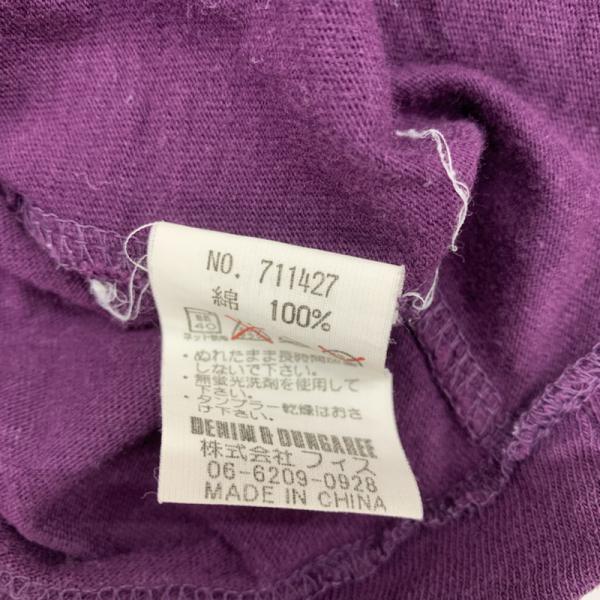 NO. 711427
綿 100%
40
・ぬれたまま長時間放置
しないで下さい。
・無蛍光洗剤を使用して
下さい。
・タンブラー乾燥はおさ
け下さい。
DENIM & DUNGAREE
株式会社 フィス
06-6209-0928
MADE IN CHINA